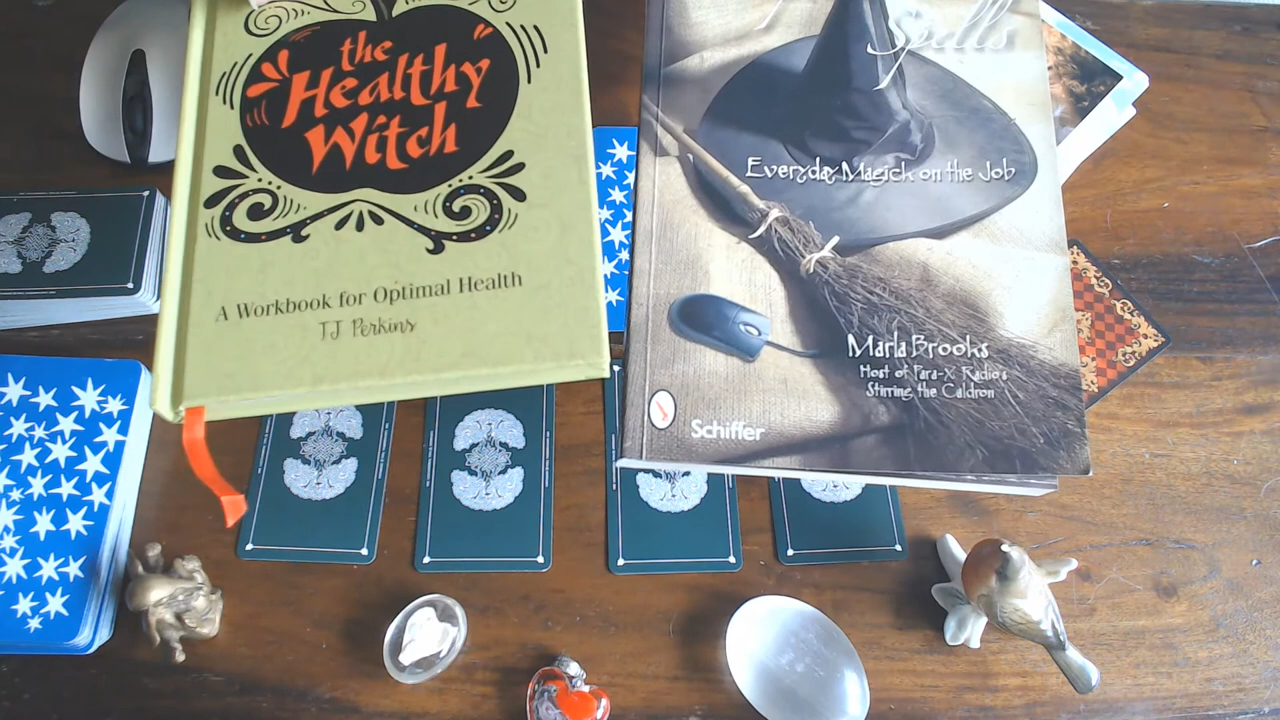 the
Healthy
Witch
A Workbook for Optimal Health
TJ Perkins
Spells
Everyday Magick on the Job
Marla Brooks
Host of Para-X Radio's
Stirring the Caldron
Schiffer